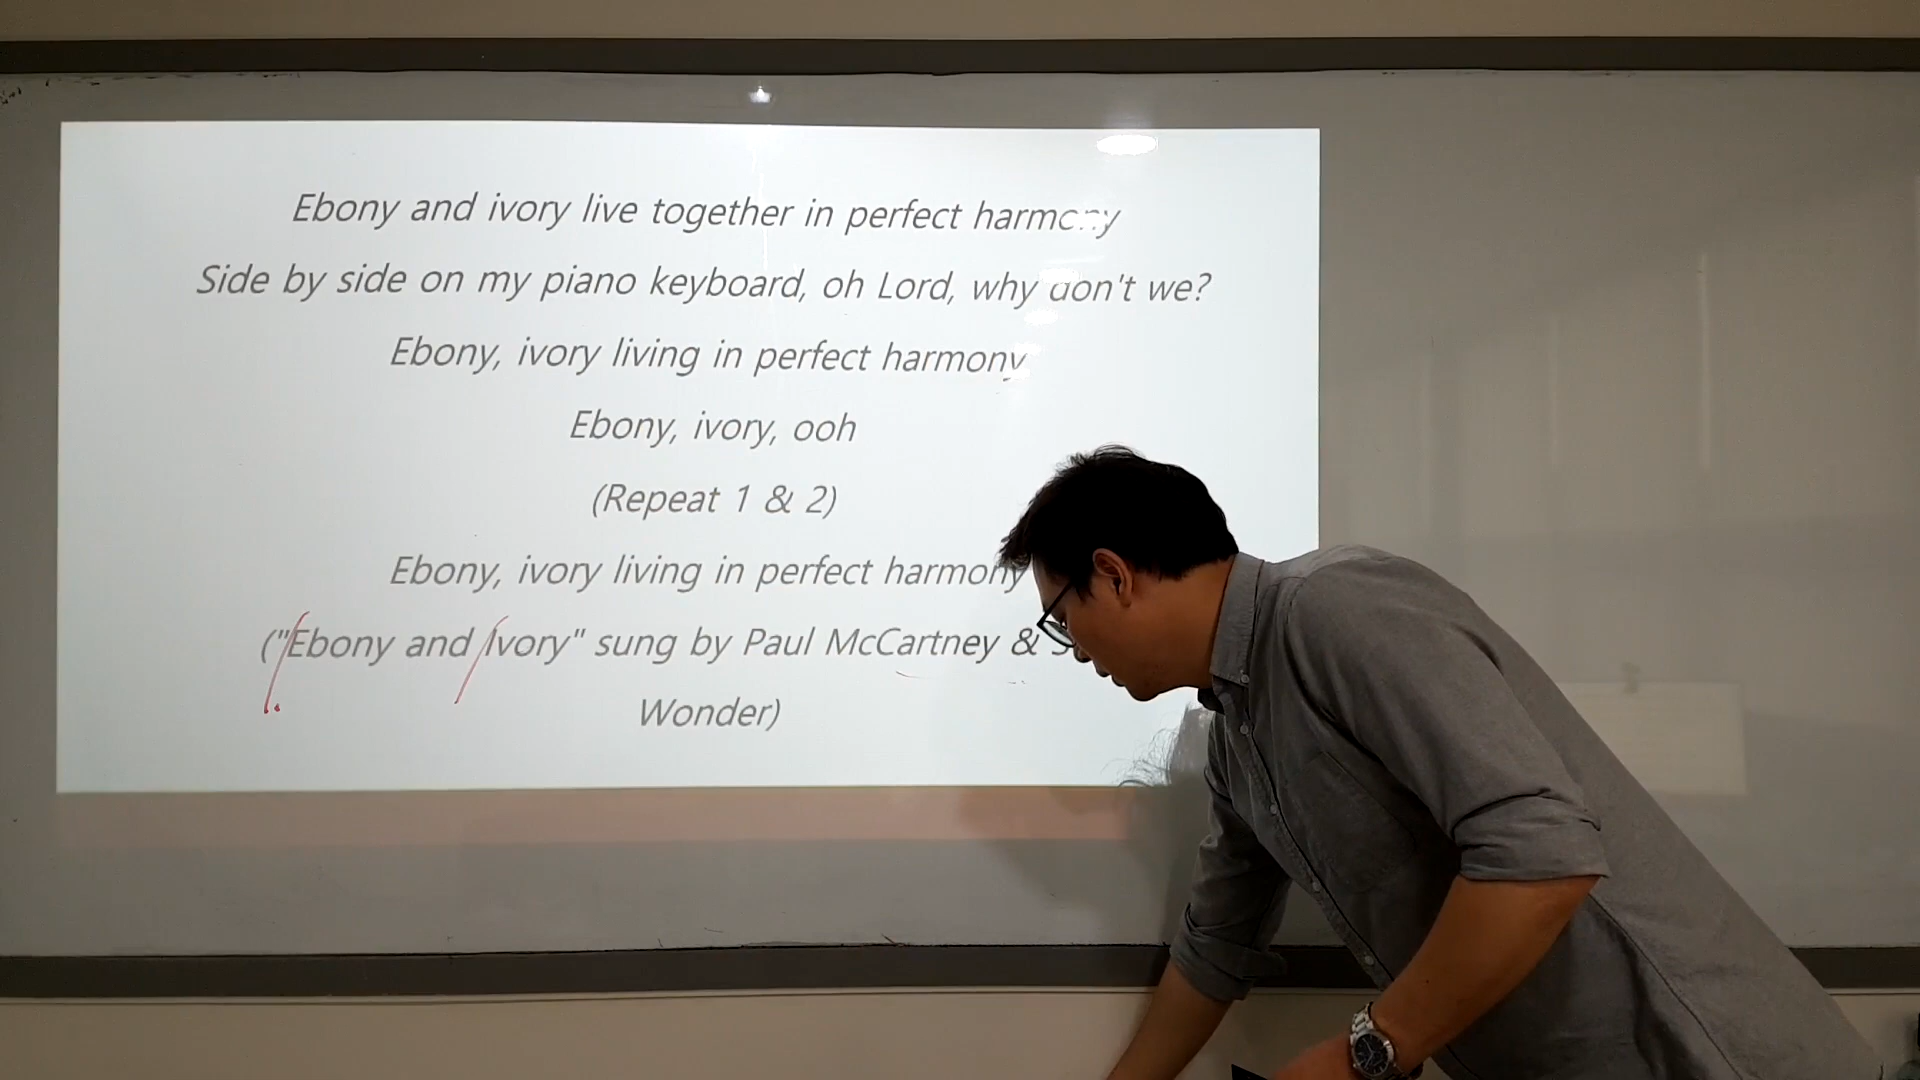 Ebony and ivory live together in perfect harmony
Side by side on my piano keyboard, oh Lord, why don't we?
Ebony, ivory living in perfect harmony
Ebony, ivory, ooh
(Repeat 1 & 2)
Ebony, ivory living in perfect harmony
("Ebony and Ivory" sung by Paul McCartney &
Wonder)